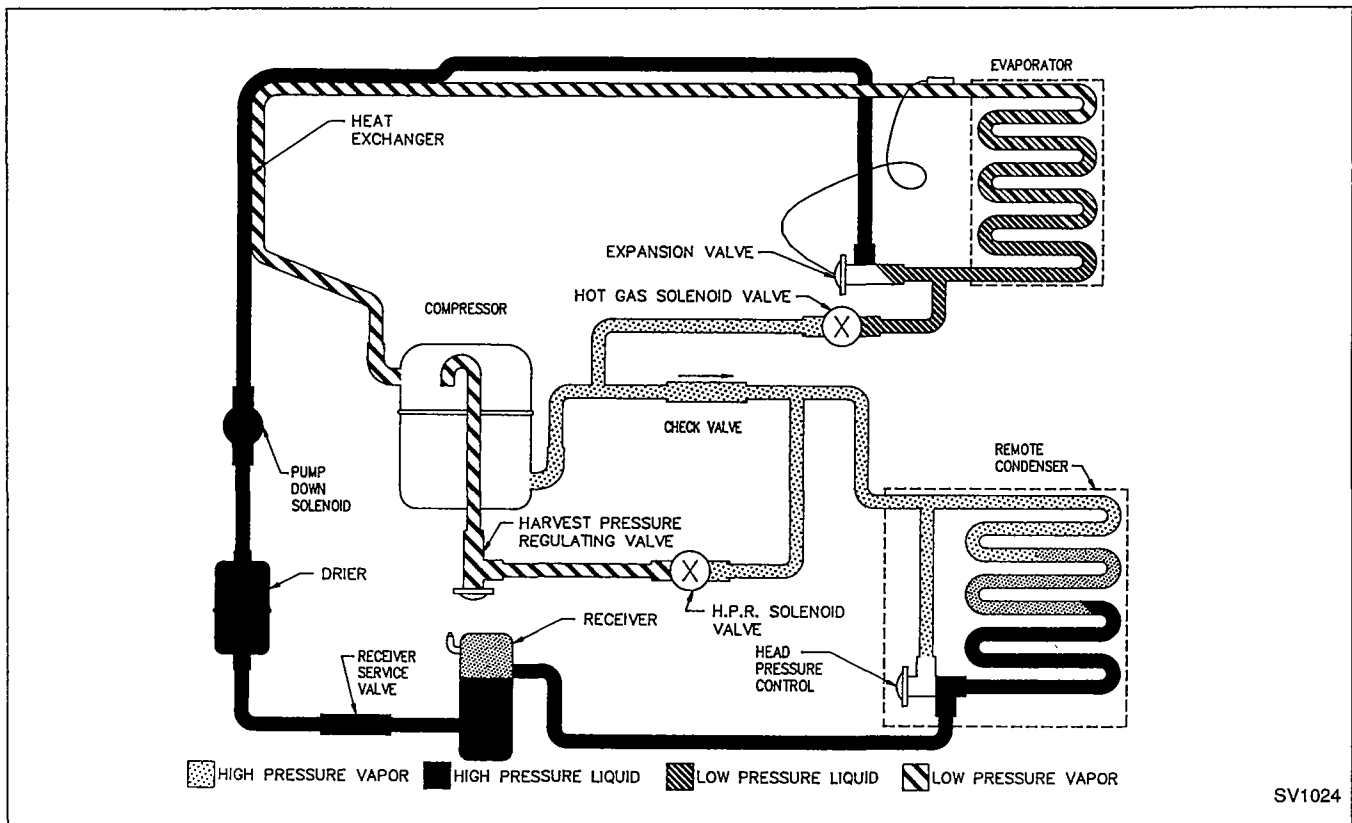 EVAPORATOR
HEAT
EXCHANGER
EXPANSION VALVE
HOT GAS SOLENOID VALVE
COMPRESSOR
X
CHECK VALVE
REMOTE
CONDENSER
PUMP
DOWN
SOLENOID
HARVEST PRESSURE
REGULATING VALVE
DRIER
X
H.P.R. SOLENOID
VALVE
RECEIVER
RECEIVER
SERVICE
VALVE
HEAD
PRESSURE
CONTROL
HIGH PRESSURE VAPOR
HIGH PRESSURE LIQUID
LOW PRESSURE LIQUID
LOW PRESSURE VAPOR
SV1024